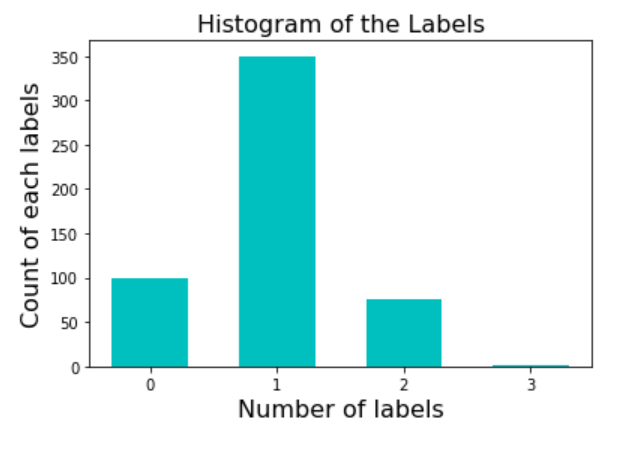 Histogram of the Labels
Count of each labels
350
300
250
200
150
100
50
0
0 1 2 3
Number of labels